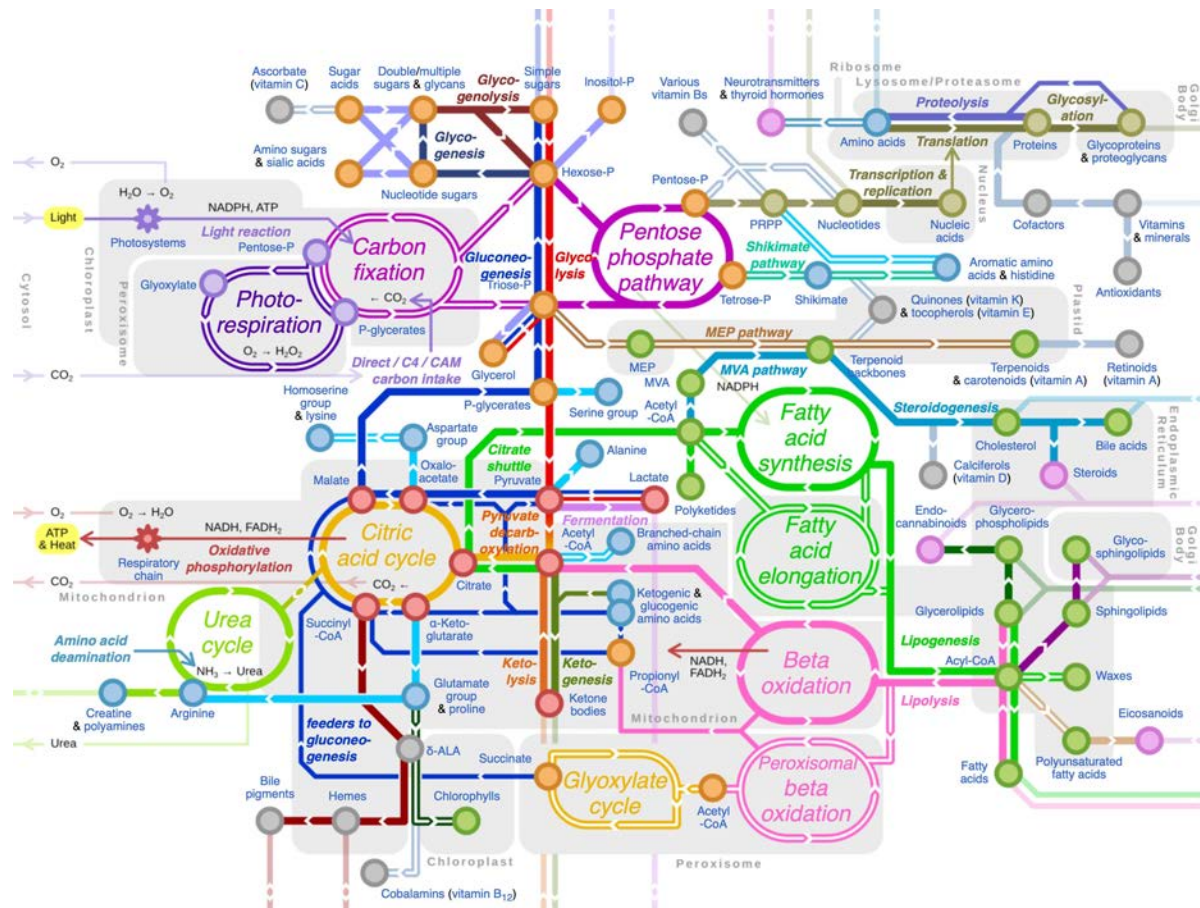 Ascorbate
(vitamin C)
Sugar
acids
Double/multiple
sugars & glycans
Glyco-
genolysis
Simple
sugars
Inositol-P
Various
vitamin Bs
Neurotransmitters
& thyroid hormones
Ribosome
Lysosome/Proteasome
Proteolysis
Glycosyl-
ation
Golgi
Body
Amino acids
Translation
Proteins
Glycoproteins
& proteoglycans
Glyco-
genesis
Amino sugars
& sialic acids
Nucleotide sugars
Hexose-P
Pentose-P
Transcription &
replication
Nucleus
O₂
H₂O → O₂
Light
NADPH, ATP
Light reaction
Photosystems
Pentose-P
Carbon
fixation
Gluconeo-
genesis
Glyco
lysis
Triose-P
Pentose
phosphate
pathway
PRPP
Nucleotides
Nucleic
acids
Cofactors
Vitamins
& minerals
Shikimate
pathway
Aromatic amino
acids & histidine
Antioxidants
Cytosol
Chloroplast
Peroxisome
Glyoxylate
Photo-
respiration
← CO₂
P-glycerates
O₂ → H₂O₂
Tetrose-P
Shikimate
Quinones (vitamin K)
& tocopherols (vitamin E)
Plastid
MEP pathway
CO₂
Direct / C4 / CAM
carbon intake
Glycerol
MEP
MVA pathway
Terpenoid
backbones
Terpenoids
& carotenoids (vitamin A)
Retinoids
(vitamin A)
Homoserine
group
& lysine
P-glycerates
Serine group
MVA
NADPH
Acetyl
-CoA
Fatty
acid
synthesis
Steroidogenesis
Cholesterol
Bile acids
Endoplasmic
Reticulum
Aspartate
group
Citrate
shuttle
Alanine
Calciferols
(vitamin D)
Steroids
Malate
Oxalo-
acetate
Pyruvate
Lactate
Polyketides
O₂
O₂ → H₂O
ATP
& Heat
NADH, FADH₂
Respiratory
chain
Oxidative
phosphorylation
Citric
acid cycle
Pyruvate
decarb-
oxylation
Fermentation
Acetyl
-CoA
Branched-chain
amino acids
Fatty
acid
elongation
Endo-
cannabinoids
Glycero-
phospholipids
Glyco-
sphingolipids
Golgi
Body
CO₂
Mitochondrion
CO₂ ←
Citrate
Urea
cycle
Succinyl
-CoA
α-Keto-
glutarate
Ketogenic &
glucogenic
amino acids
Glycerolipids
Sphingolipids
Amino acid
deamination
NH₃ → Urea
Keto-
lysis
Keto-
genesis
Propionyl
-CoA
NADH,
FADH₂
Beta
oxidation
Lipogenesis
Acyl-CoA
Waxes
Lipolysis
Creatine
& polyamines
Arginine
Glutamate
group
& proline
Ketone
bodies
Mitochondrion
Eicosanoids
Urea
feeders to
gluconeo-
genesis
δ-ALA
Succinate
Glyoxylate
cycle
Peroxisomal
beta
oxidation
Fatty
acids
Polyunsaturated
fatty acids
Bile
pigments
Hemes
Chlorophylls
Acetyl
-CoA
Chloroplast
Peroxisome
Cobalamins (vitamin B₁₂)